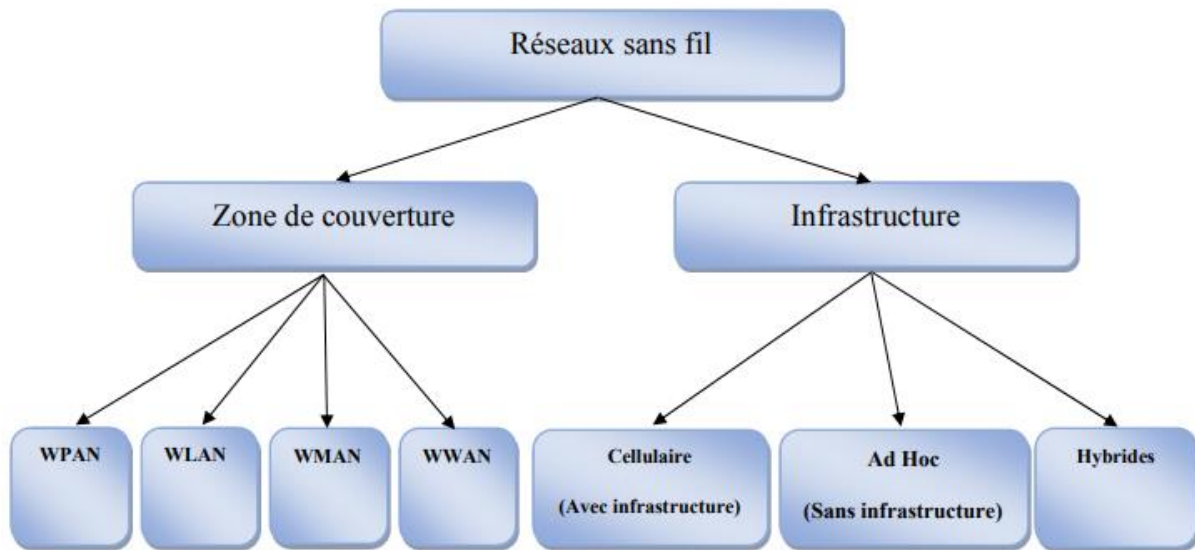 Réseaux sans fil
Zone de couverture
Infrastructure
WPAN
WLAN
WMAN
WWAN
Cellulaire
(Avec infrastructure)
Ad Hoc
(Sans infrastructure)
Hybrides